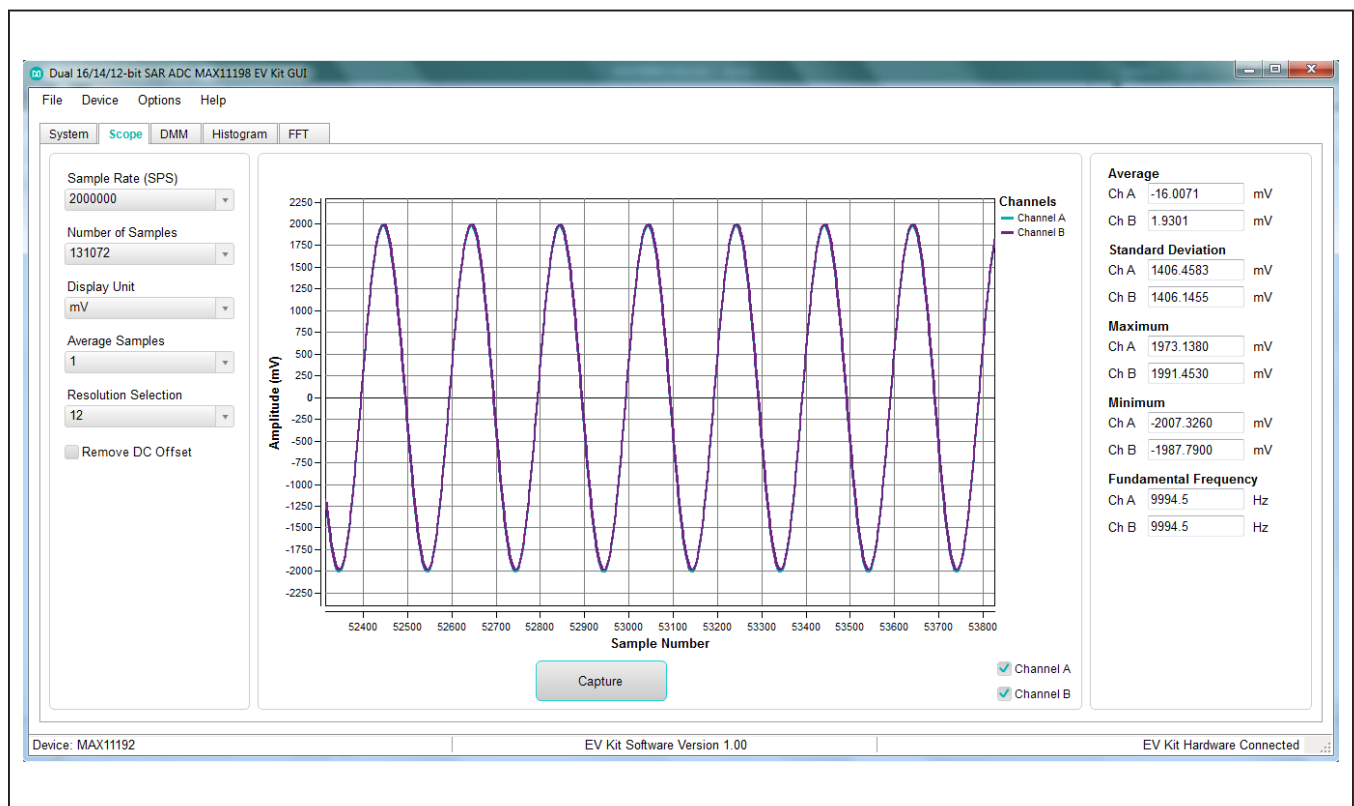 Dual 16/14/12-bit SAR ADC MAX11198 EV Kit GUI
File Device Options Help
System Scope DMM Histogram FFT
Sample Rate (SPS)
2000000
Number of Samples
131072
Display Unit
mV
Average Samples
1
Resolution Selection
12
Remove DC Offset
Amplitude (mV)
2250
2000
1750
1500
1250
1000
750
500
250
0
-250
-500
-750
-1000
-1250
-1500
-1750
-2000
-2250
52400 52500 52600 52700 52800 52900 53000 53100 53200 53300 53400 53500 53600 53700 53800
Sample Number
Channels
Channel A
Channel B
Capture
Channel A
Channel B
Average
Ch A -16.0071 mV
Ch B 1.9301 mV
Standard Deviation
Ch A 1406.4583 mV
Ch B 1406.1455 mV
Maximum
Ch A 1973.1380 mV
Ch B 1991.4530 mV
Minimum
Ch A -2007.3260 mV
Ch B -1987.7900 mV
Fundamental Frequency
Ch A 9994.5 Hz
Ch B 9994.5 Hz
Device: MAX11192
EV Kit Software Version 1.00
EV Kit Hardware Connected